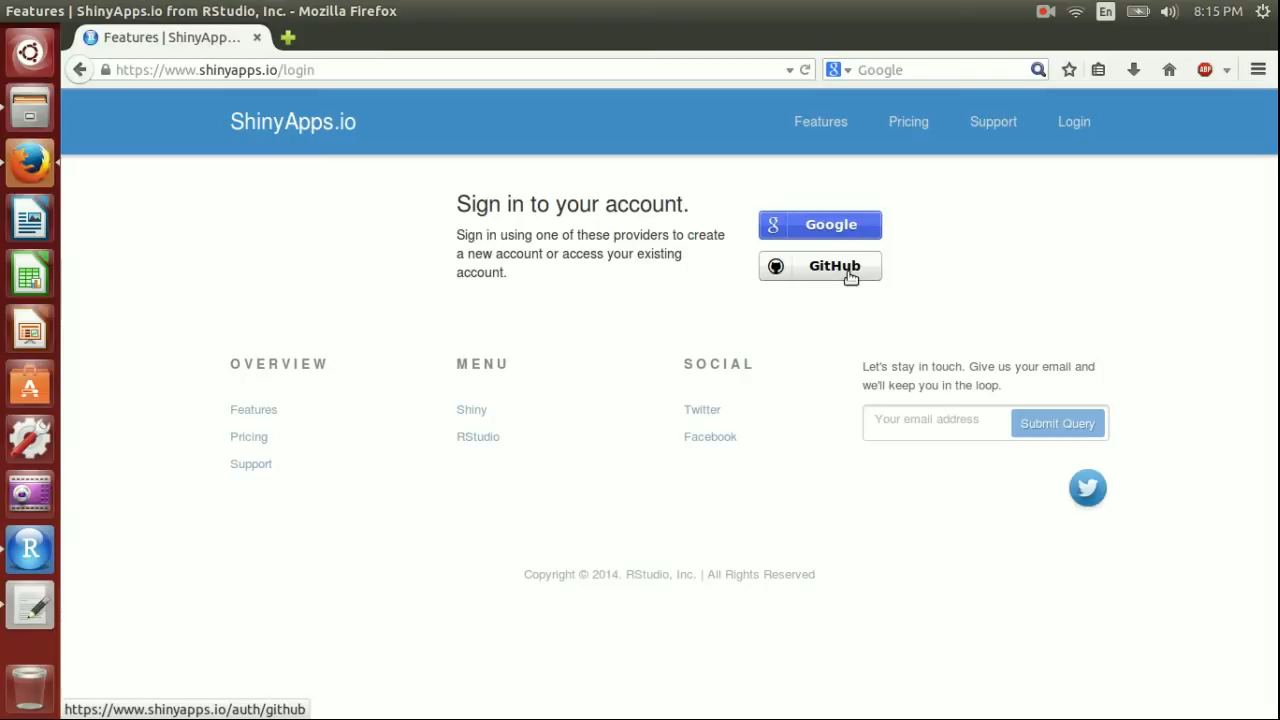 Features | ShinyApps.io from RStudio, Inc. - Mozilla Firefox
En
8:15 PM
Features | ShinyApp...
https://www.shinyapps.io/login
Google
ABP
ShinyApps.io
Features
Pricing
Support
Login
Sign in to your account.
Sign in using one of these providers to create
a new account or access your existing
account.
Google
GitHub
OVERVIEW
Features
Pricing
Support
MENU
Shiny
RStudio
SOCIAL
Twitter
Facebook
Let's stay in touch. Give us your email and
we'll keep you in the loop.
Your email address
Submit Query
Copyright © 2014. RStudio, Inc. | All Rights Reserved
https://www.shinyapps.io/auth/github